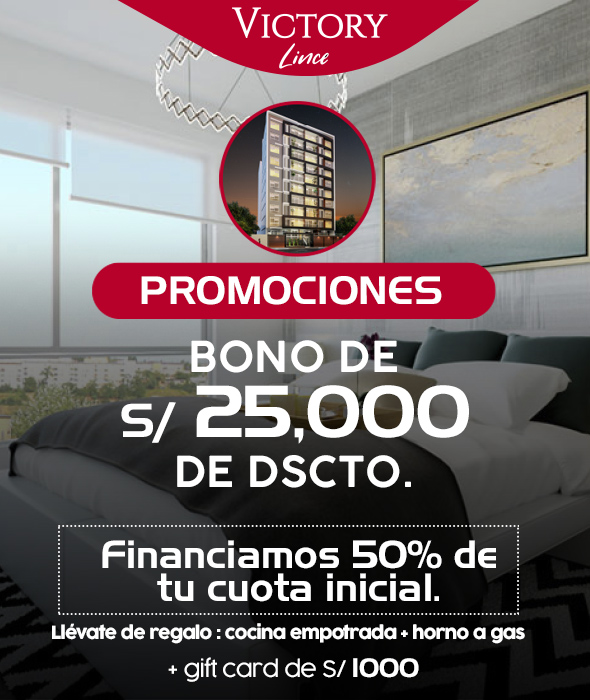 VICTORY
Lince
PROMOCIONES
BONO DE
S/ 25,000
DE DSCTO.
Financiamos 50% de
tu cuota inicial.
Llévate de regalo : cocina empotrada + horno a gas
+ gift card de S/ 1000